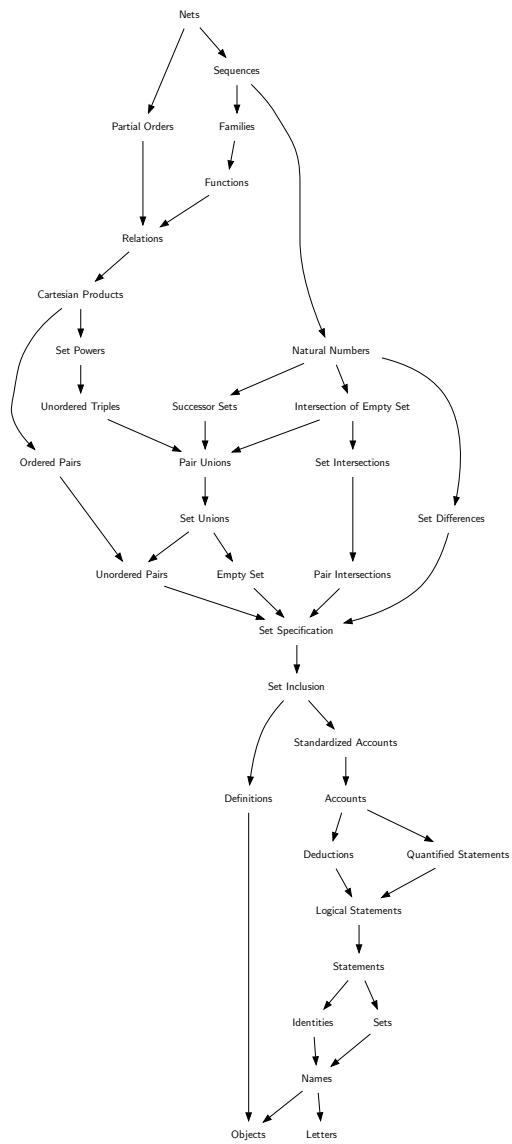 Nets
Sequences
Partial Orders
Families
Functions
Relations
Cartesian Products
Set Powers
Natural Numbers
Unordered Triples
Successor Sets
Intersection of Empty Set
Ordered Pairs
Pair Unions
Set Intersections
Set Unions
Set Differences
Unordered Pairs
Empty Set
Pair Intersections
Set Specification
Set Inclusion
Standardized Accounts
Definitions
Accounts
Deductions
Quantified Statements
Logical Statements
Statements
Identities
Sets
Names
Objects
Letters